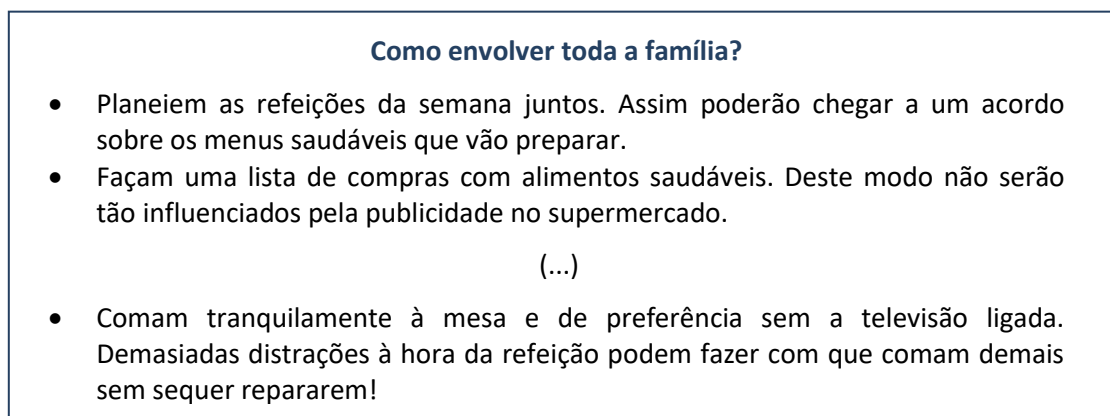 Como envolver toda a família?
• Planeiem as refeições da semana juntos. Assim poderão chegar a um acordo
sobre os menus saudáveis que vão preparar.
• Façam uma lista de compras com alimentos saudáveis. Deste modo não serão
tão influenciados pela publicidade no supermercado.
(...)
• Comam tranquilamente à mesa e de preferência sem a televisão ligada.
Demasiadas distrações à hora da refeição podem fazer com que comam demais
sem sequer repararem!